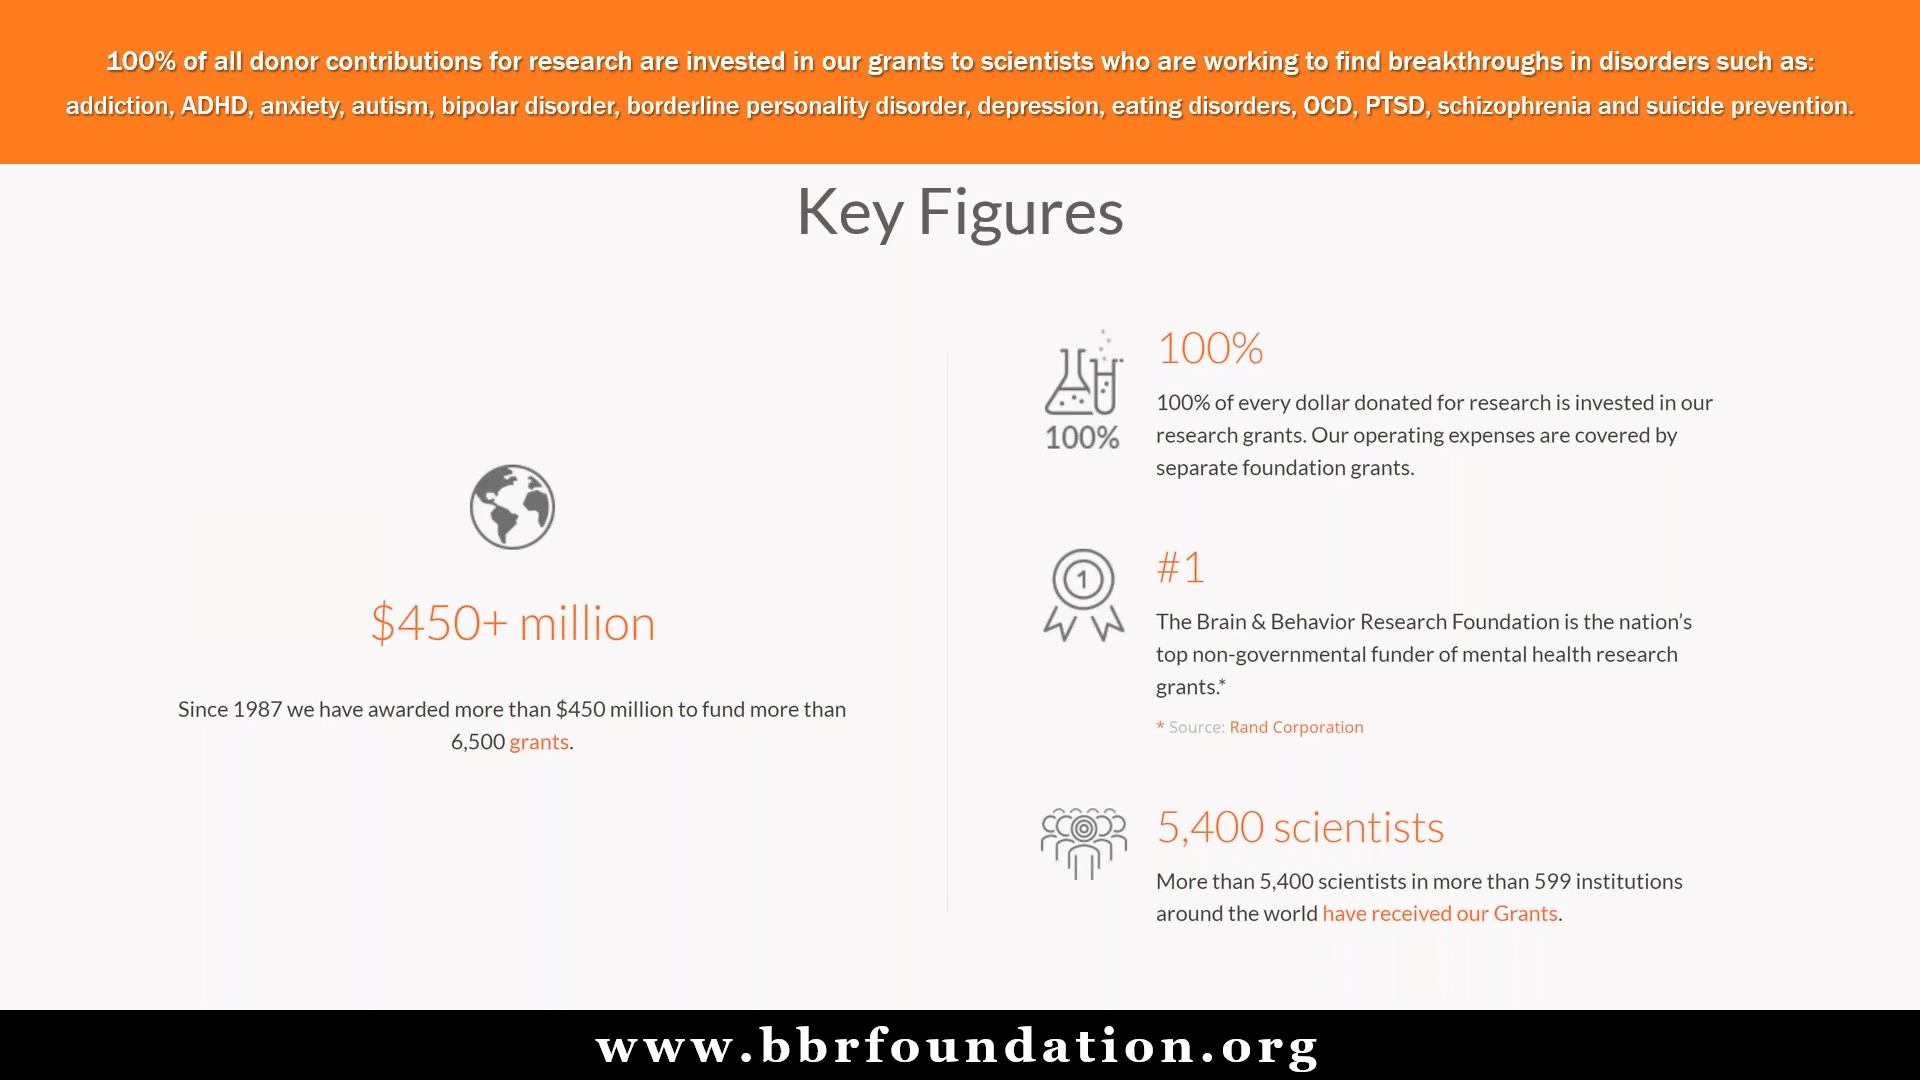 100% of all donor contributions for research are invested in our grants to scientists who are working to find breakthroughs in disorders such as:
addiction, ADHD, anxiety, autism, bipolar disorder, borderline personality disorder, depression, eating disorders, OCD, PTSD, schizophrenia and suicide prevention.
Key Figures
$450+ million
Since 1987 we have awarded more than $450 million to fund more than
6,500 grants.
100%
100%
100% of every dollar donated for research is invested in our
research grants. Our operating expenses are covered by
separate foundation grants.
1
#1
The Brain & Behavior Research Foundation is the nation’s
top non-governmental funder of mental health research
grants.*
* Source: Rand Corporation
5,400 scientists
More than 5,400 scientists in more than 599 institutions
around the world have received our Grants.
www.bbrfoundation.org